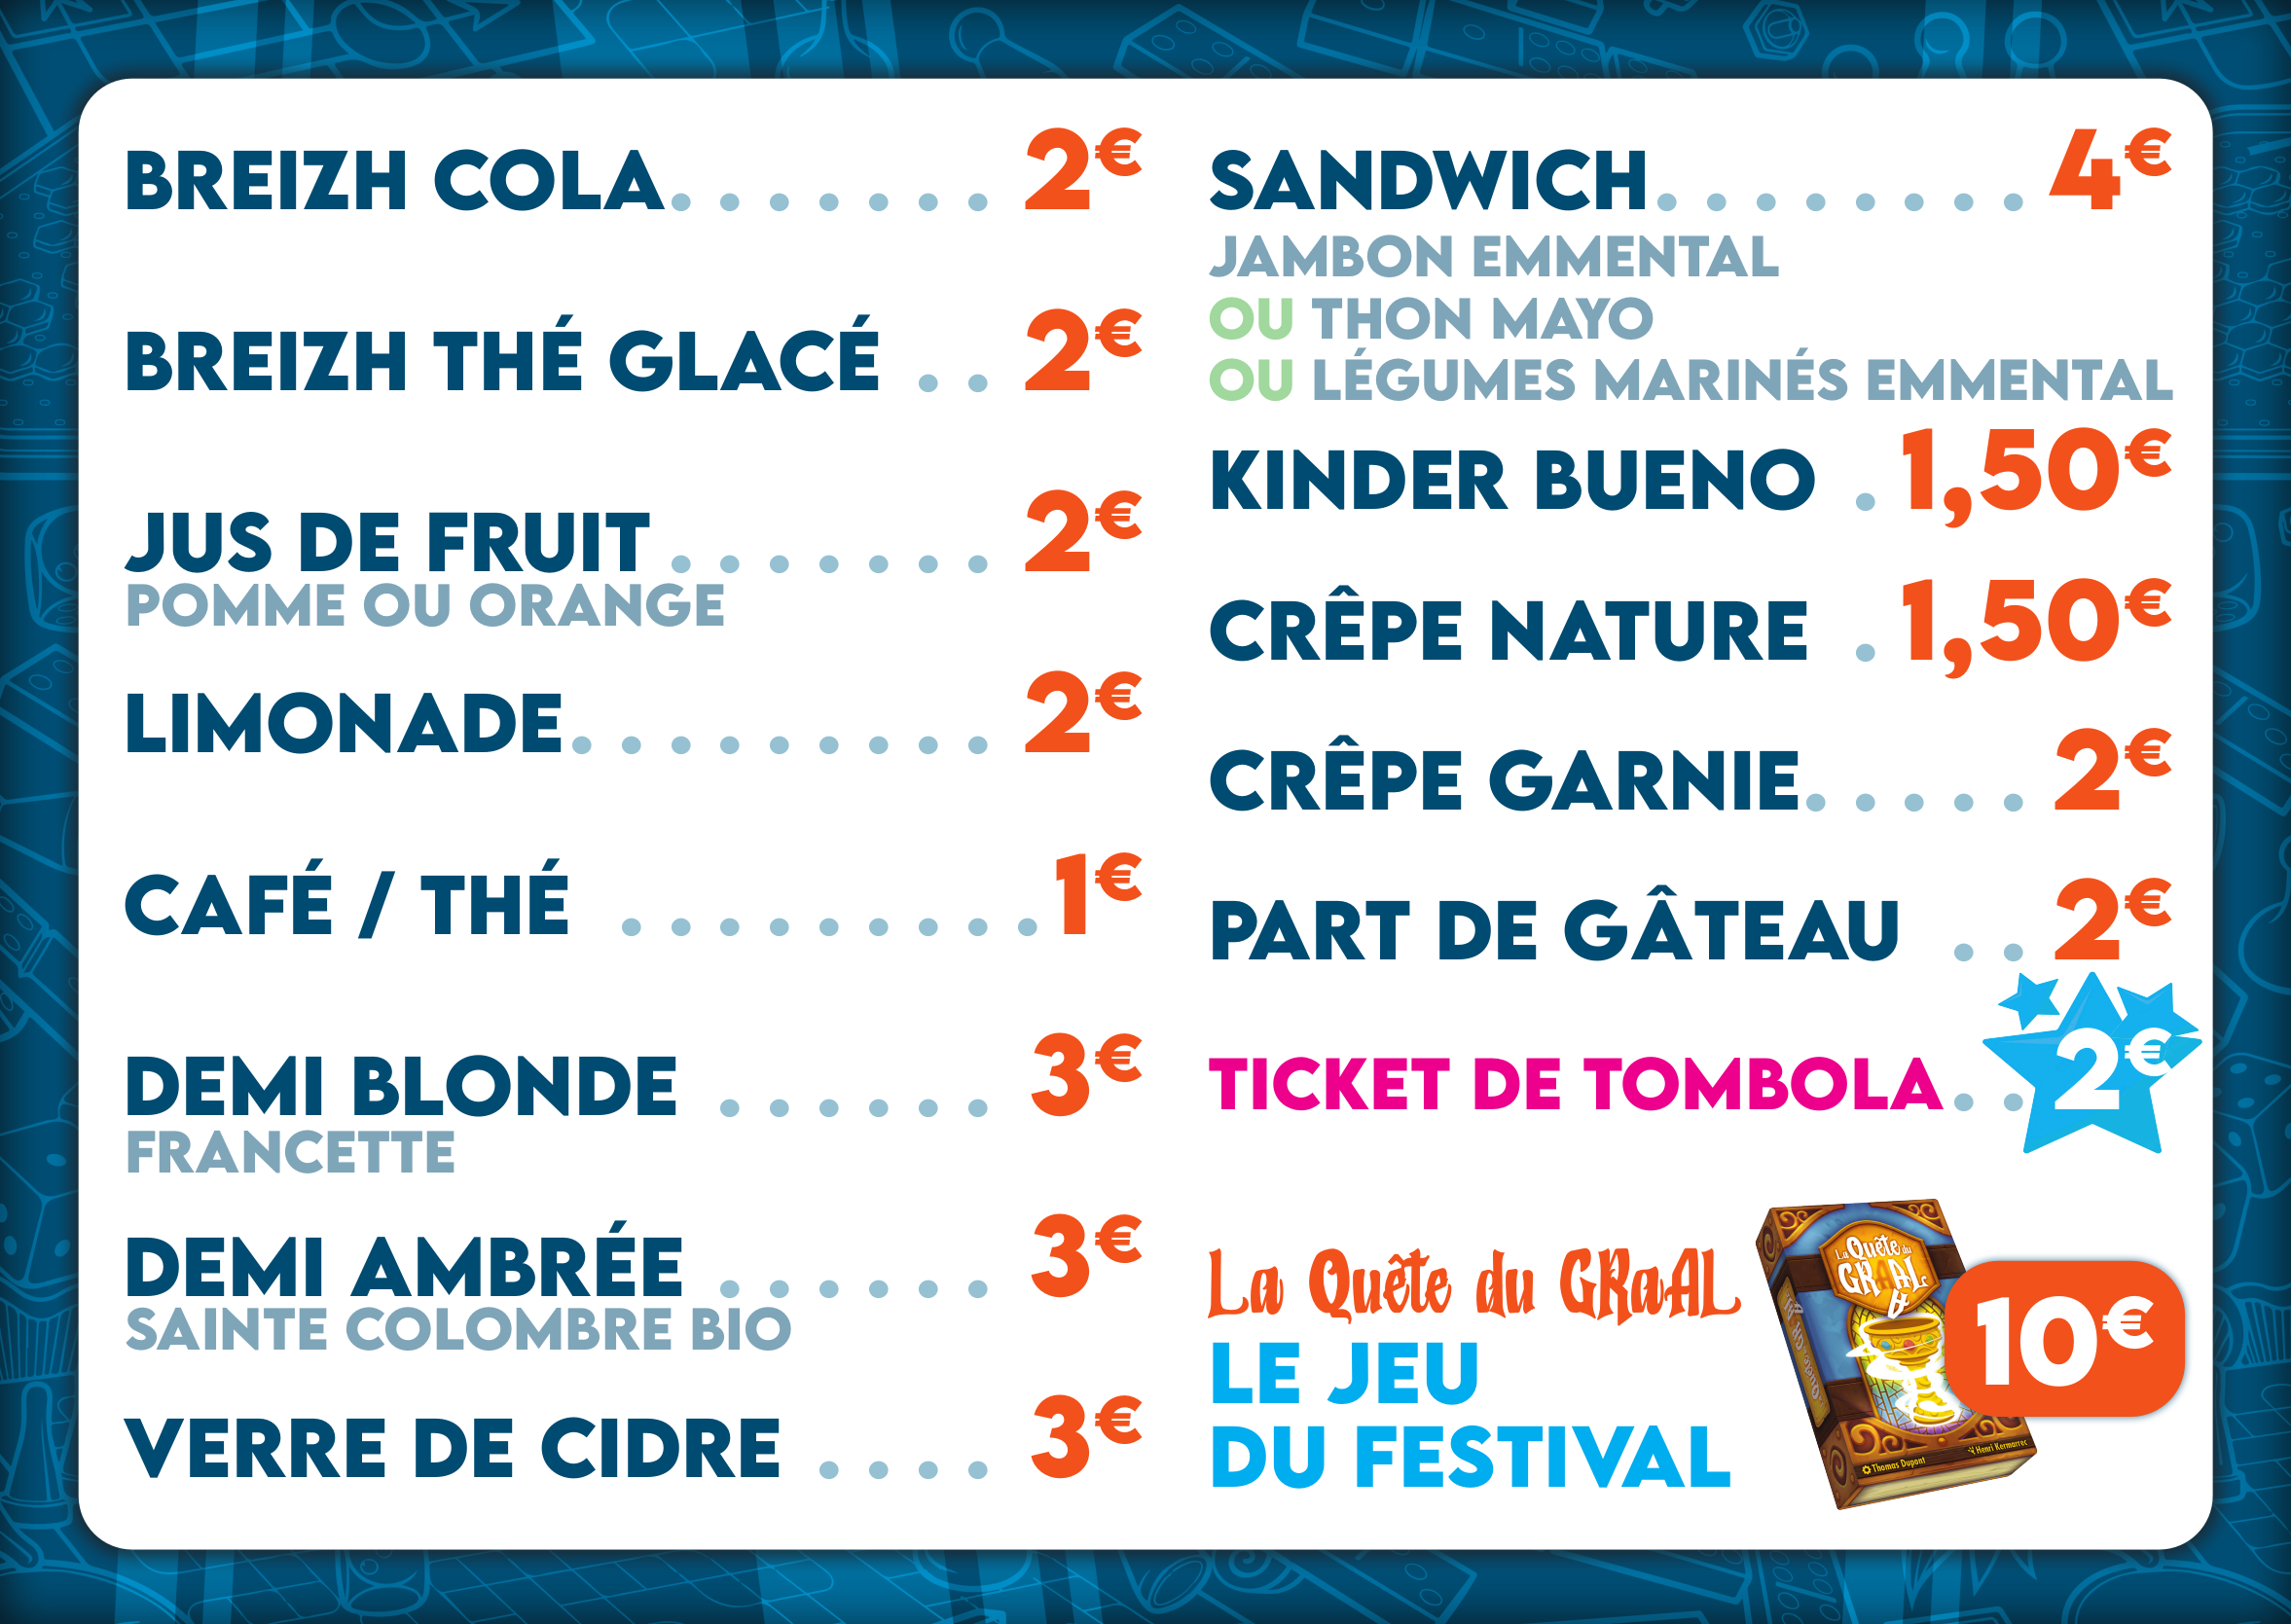 BREIZH COLA . . . . . . . 2€
BREIZH THÉ GLACÉ . . 2€
JUS DE FRUIT . . . . . . . 2€
POMME OU ORANGE
LIMONADE . . . . . . . . . 2€
CAFÉ / THÉ . . . . . . . . . 1€
DEMI BLONDE . . . . . . 3€
FRANCETTE
DEMI AMBRÉE . . . . . . 3€
SAINTE COLOMBRE BIO
VERRE DE CIDRE . . . . 3€
SANDWICH . . . . . . . . 4€
JAMBON EMMENTAL
OU THON MAYO
OU LÉGUMES MARINÉS EMMENTAL
KINDER BUENO . 1,50€
CRÊPE NATURE . 1,50€
CRÊPE GARNIE . . . . . 2€
PART DE GÂTEAU . . 2€
TICKET DE TOMBOLA . . 2€
La Quête du GRaAL
LE JEU
DU FESTIVAL
La Quête du
GRAAL
Thomas Dupont
Henri Kermarrec
10€